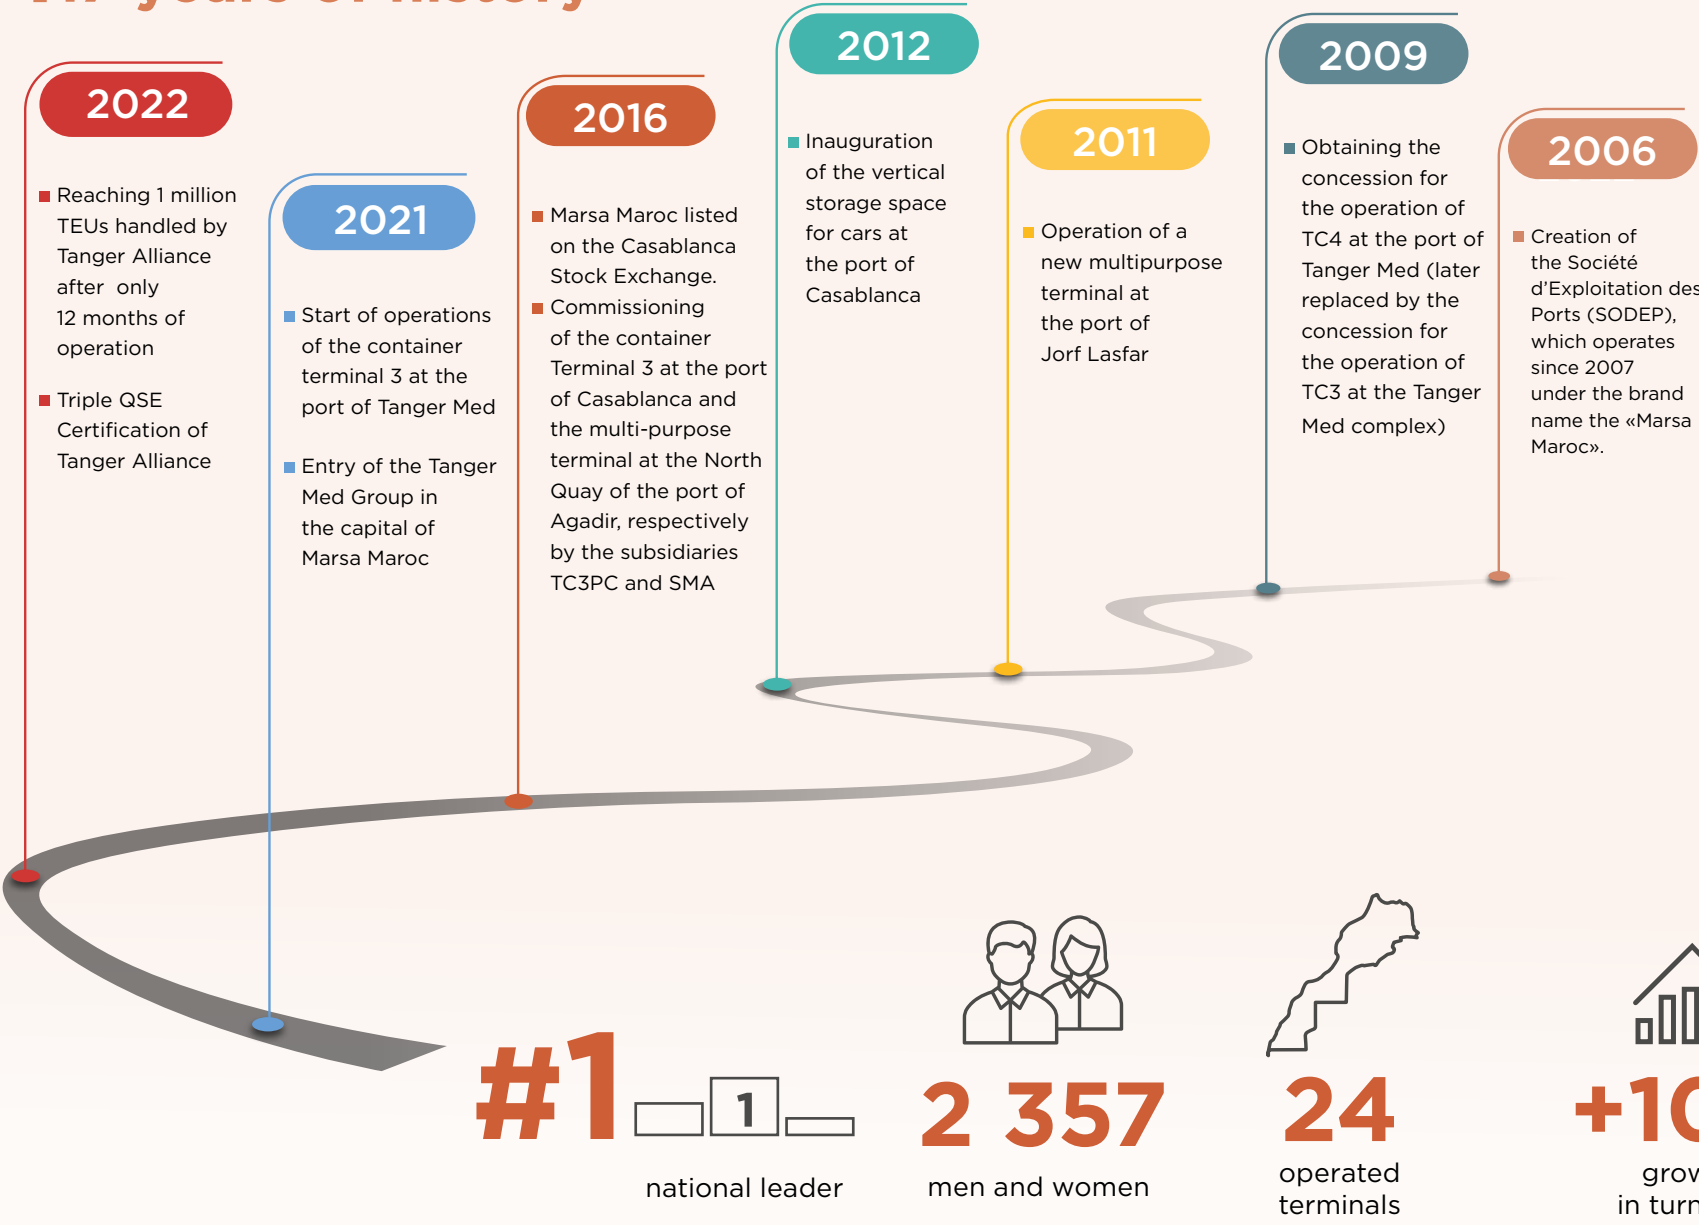 years of history
2022
Reaching 1 million
TEUs handled by
Tanger Alliance
after only
12 months of
operation
Triple QSE
Certification of
Tanger Alliance
2021
Start of operations
of the container
terminal 3 at the
port of Tanger Med
Entry of the Tanger
Med Group in
the capital of
Marsa Maroc
2016
Marsa Maroc listed
on the Casablanca
Stock Exchange.
Commissioning
of the container
Terminal 3 at the port
of Casablanca and
the multi-purpose
terminal at the North
Quay of the port of
Agadir, respectively
by the subsidiaries
TC3PC and SMA
2012
Inauguration
of the vertical
storage space
for cars at
the port of
Casablanca
2011
Operation of a
new multipurpose
terminal at
the port of
Jorf Lasfar
2009
Obtaining the
concession for
the operation of
TC4 at the port of
Tanger Med (later
replaced by the
concession for
the operation of
TC3 at the Tanger
Med complex)
2006
Creation of
the Société
d’Exploitation des
Ports (SODEP),
which operates
since 2007
under the brand
name the «Marsa
Maroc».
#1
1
national leader
2 357
men and women
24
operated
terminals
+10
grow
in turn